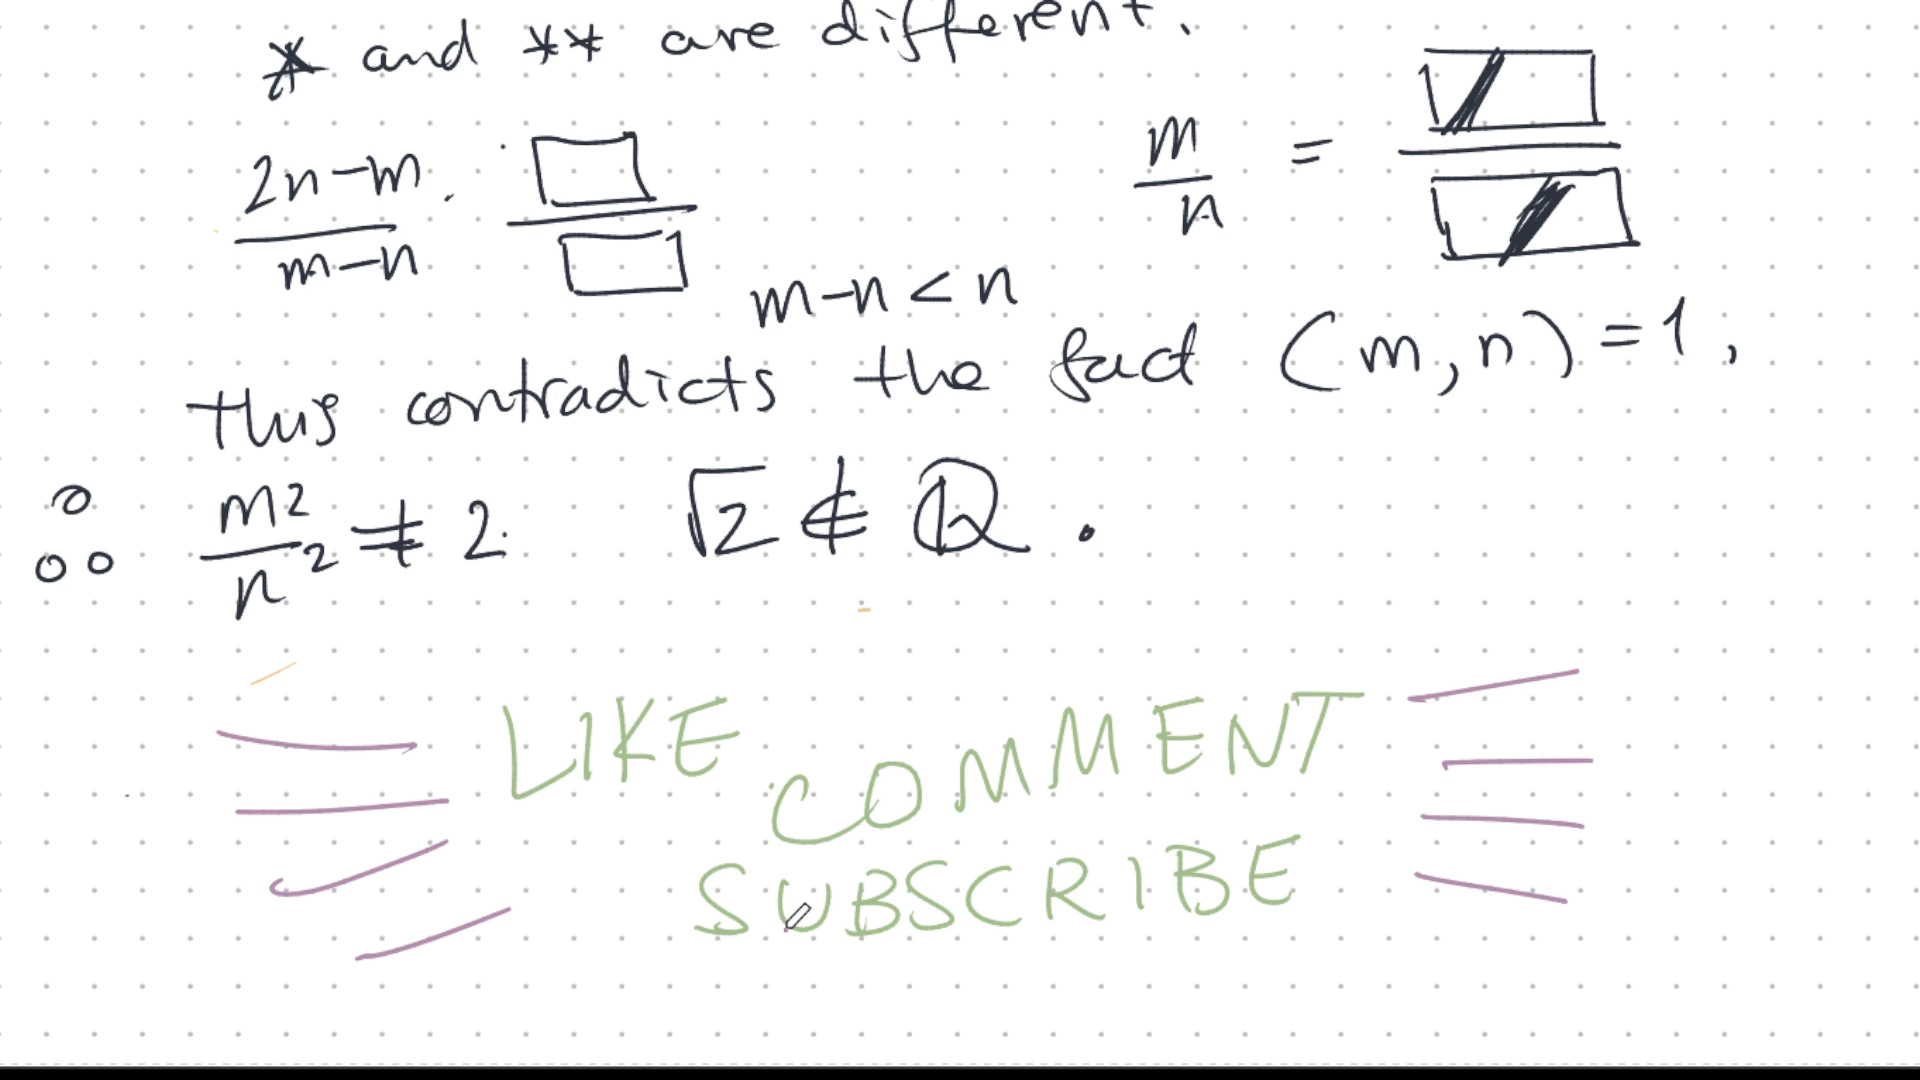 * and ** are different.
2n-m / m-n
m / n =
m-n < n
thus contradicts the fact (m,n)=1,
∴ m² / n² ≠ 2. √2 ∉ ℚ.
LIKE
COMMENT
SUBSCRIBE